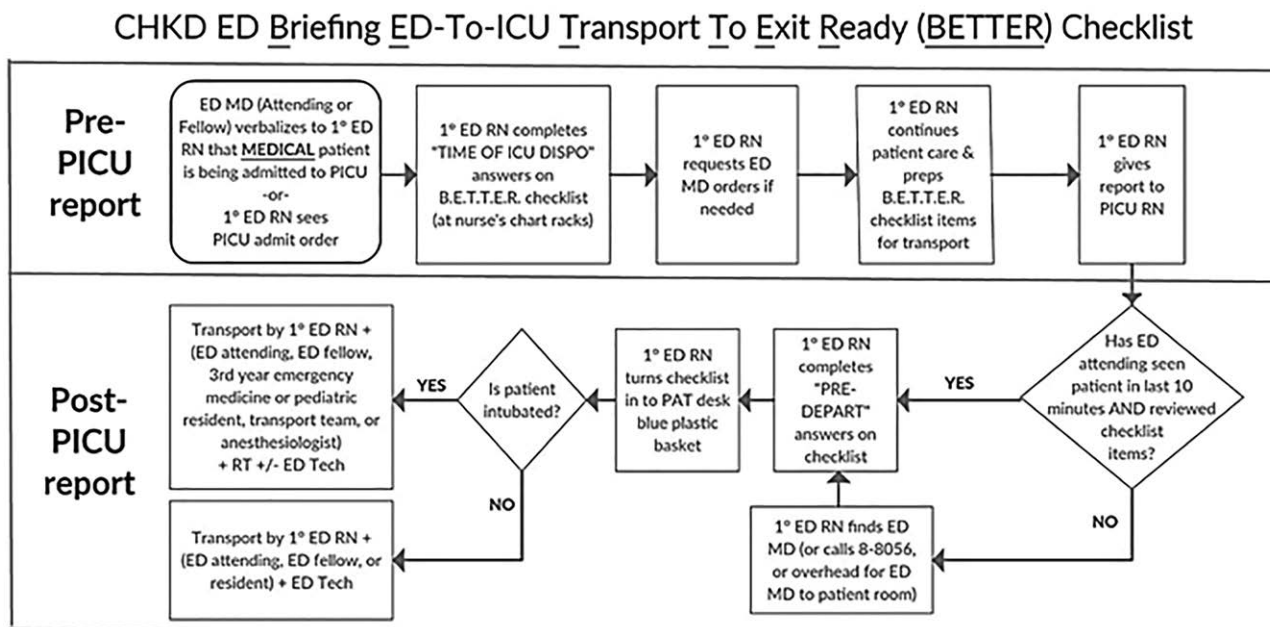 CHKD ED Briefing ED-To-ICU Transport To Exit Ready (BETTER) Checklist
Pre-
PICU
report
ED MD (Attending or
Fellow) verbalizes to 1° ED
RN that MEDICAL patient
is being admitted to PICU
-or-
1° ED RN sees
PICU admit order
1° ED RN completes
"TIME OF ICU DISPO"
answers on
B.E.T.T.E.R. checklist
(at nurse's chart racks)
1° ED RN
requests ED
MD orders if
needed
1° ED RN
continues
patient care &
preps
B.E.T.T.E.R.
checklist items
for transport
1° ED RN
gives
report to
PICU RN
Post-
PICU
report
Has ED
attending seen
patient in last 10
minutes AND reviewed
checklist
items?
YES
NO
1° ED RN finds ED
MD (or calls 8-8056,
or overhead for ED
MD to patient room)
1° ED RN
completes
"PRE-
DEPART"
answers on
checklist
1° ED RN
turns checklist
in to PAT desk
blue plastic
basket
Is patient
intubated?
YES
NO
Transport by 1° ED RN +
(ED attending, ED fellow,
3rd year emergency
medicine or pediatric
resident, transport team, or
anesthesiologist)
+ RT +/- ED Tech
Transport by 1° ED RN +
(ED attending, ED fellow, or
resident) + ED Tech